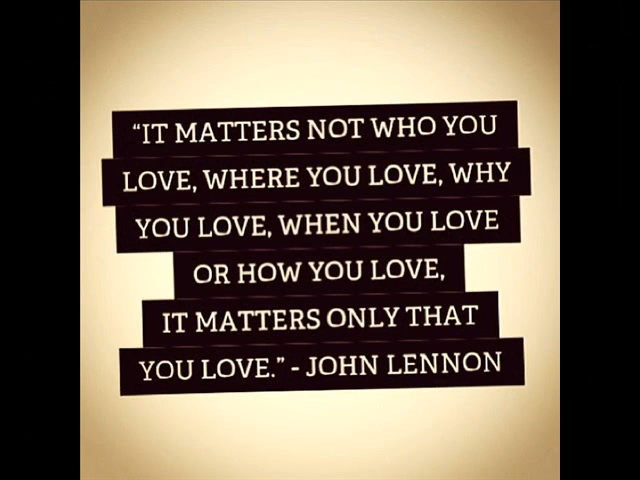 “IT MATTERS NOT WHO YOU
LOVE, WHERE YOU LOVE, WHY
YOU LOVE, WHEN YOU LOVE
OR HOW YOU LOVE,
IT MATTERS ONLY THAT
YOU LOVE.” - JOHN LENNON